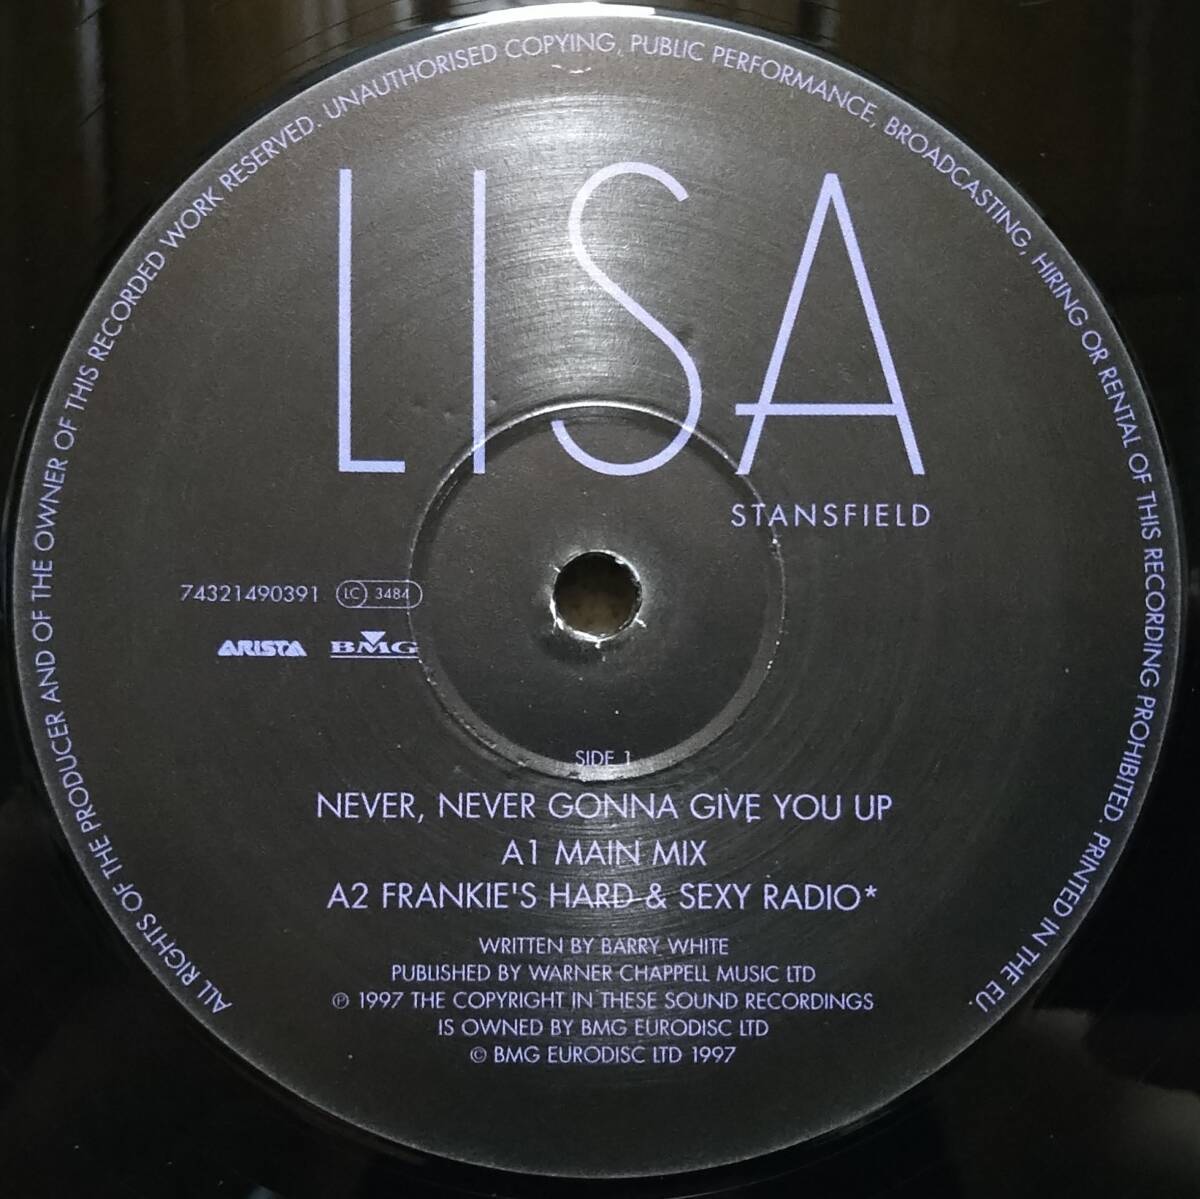 ALL RIGHTS OF THE PRODUCER AND OF THE OWNER OF THIS RECORDED WORK RESERVED. UNAUTHORISED COPYING, PUBLIC PERFORMANCE, BROADCASTING, HIRING OR RENTAL OF THIS RECORDING PROHIBITED. PRINTED IN THE EU.
LISA
STANSFIELD
74321490391 LC 3484
ARISTA BMG
SIDE 1
NEVER, NEVER GONNA GIVE YOU UP
A1 MAIN MIX
A2 FRANKIE'S HARD & SEXY RADIO*
WRITTEN BY BARRY WHITE
PUBLISHED BY WARNER CHAPPELL MUSIC LTD
℗ 1997 THE COPYRIGHT IN THESE SOUND RECORDINGS
IS OWNED BY BMG EURODISC LTD
© BMG EURODISC LTD 1997